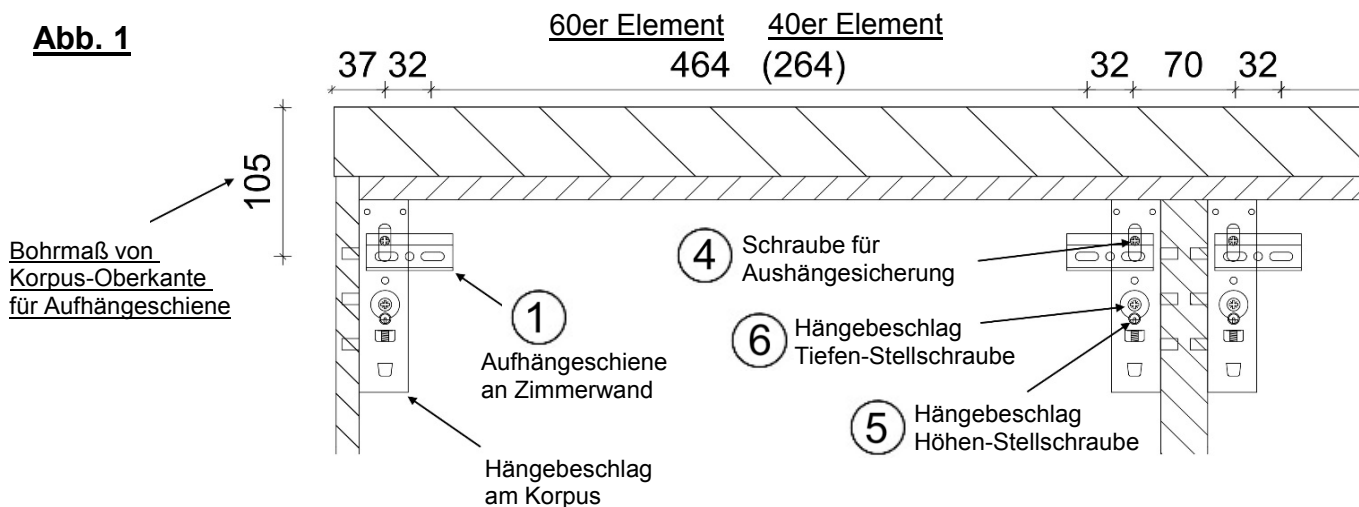 Abb. 1
60er Element 40er Element
37 32 464 (264) 32 70 32
105
Bohrmaß von
Korpus-Oberkante
für Aufhängeschiene
1
Aufhängeschiene
an Zimmerwand
Hängebeschlag
am Korpus
4 Schraube für
Aushängesicherung
6 Hängebeschlag
Tiefen-Stellschraube
5 Hängebeschlag
Höhen-Stellschraube